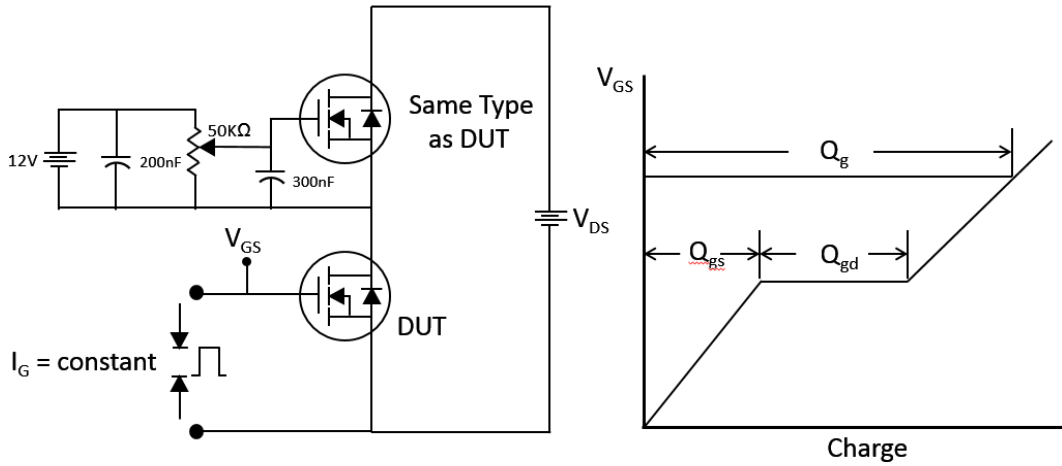 12V
200nF
50KΩ
300nF
Same Type
as DUT
V_DS
V_GS
DUT
I_G = constant
V_GS
Q_g
Q_gs
Q_gd
Charge